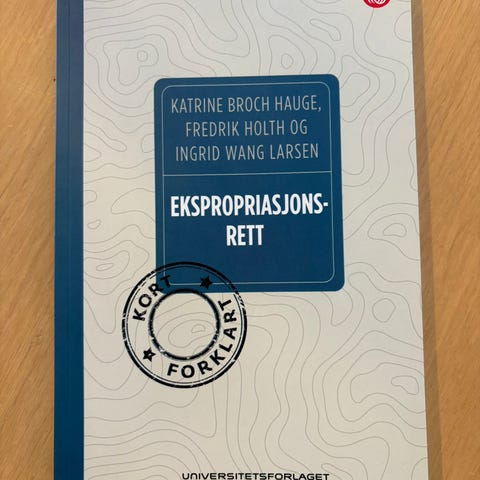 KATRINE BROCH HAUGE,
FREDRIK HOLTH OG
INGRID WANG LARSEN
EKSPROPRIASJONS-
RETT
KORT
FORKLART
UNIVERSITETSFORLAGET